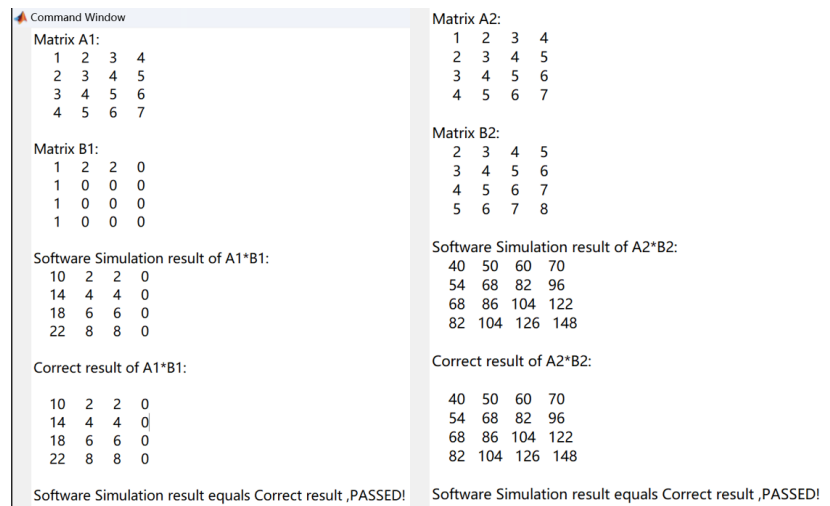 Command Window
Matrix A1:
1 2 3 4
2 3 4 5
3 4 5 6
4 5 6 7
Matrix B1:
1 2 2 0
1 0 0 0
1 0 0 0
1 0 0 0
Software Simulation result of A1*B1:
10 2 2 0
14 4 4 0
18 6 6 0
22 8 8 0
Correct result of A1*B1:
10 2 2 0
14 4 4 0
18 6 6 0
22 8 8 0
Software Simulation result equals Correct result ,PASSED!
Matrix A2:
1 2 3 4
2 3 4 5
3 4 5 6
4 5 6 7
Matrix B2:
2 3 4 5
3 4 5 6
4 5 6 7
5 6 7 8
Software Simulation result of A2*B2:
40 50 60 70
54 68 82 96
68 86 104 122
82 104 126 148
Correct result of A2*B2:
40 50 60 70
54 68 82 96
68 86 104 122
82 104 126 148
Software Simulation result equals Correct result ,PASSED!